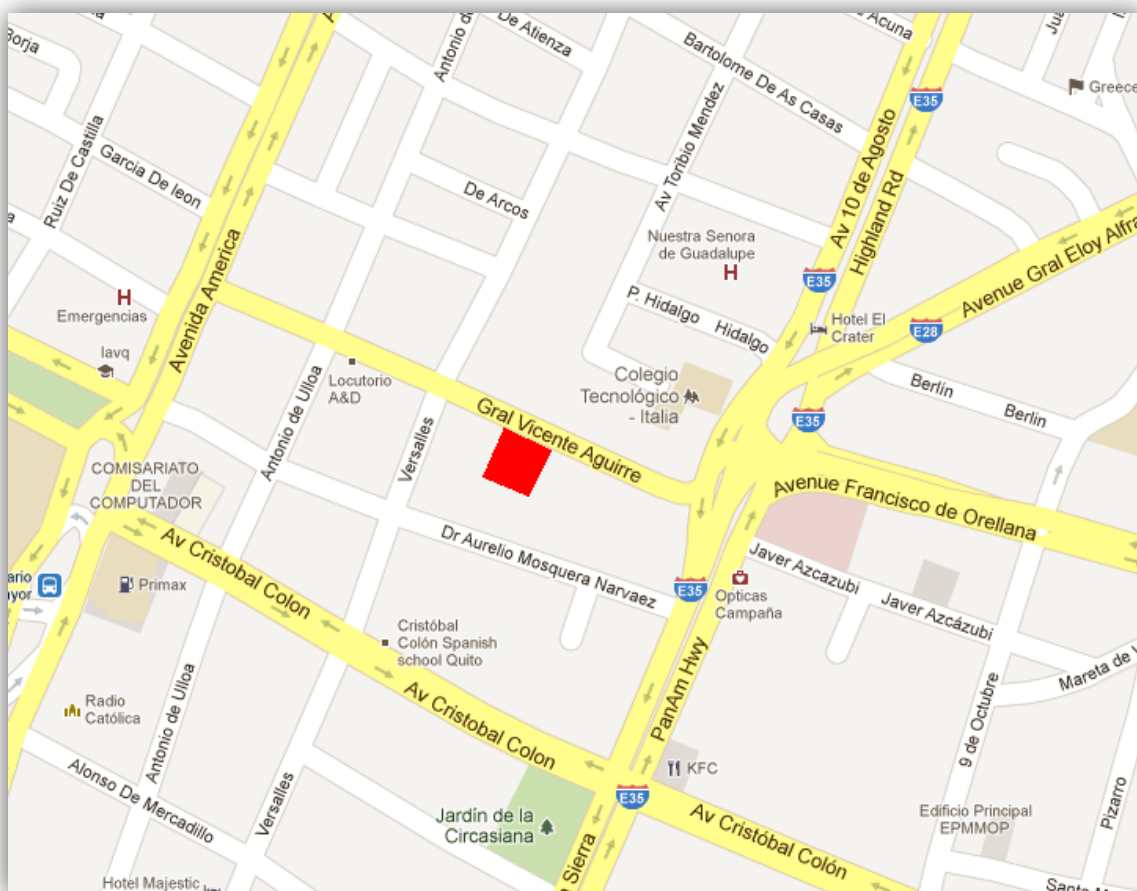 De Atienza
Antonio de
Acuna
Borja
Bartolome De As Casas
E35
Greece
Ruiz De Castilla
Garcia De leon
Av Toribio Mendez
Av 10 de Agosto
Highland Rd
De Arcos
Nuestra Senora
de Guadalupe
H
E35
Avenue Gral Eloy Alfra
H
Emergencias
Avenida America
P. Hidalgo
Hidalgo
Hotel El
Crater
E28
Iavq
Locutorio
A&D
Colegio
Tecnológico
- Italia
Berlín
Berlin
Antonio de Ulloa
Versalles
Gral Vicente Aguirre
E35
COMISARIATO
DEL
COMPUTADOR
Avenue Francisco de Orellana
Av Cristobal Colon
Dr Aurelio Mosquera Narvaez
Javer Azcazubi
ario
yor
Primax
E35
Opticas
Campaña
Javer Azcázubi
Cristóbal
Colón Spanish
school Quito
Mareta de
Radio
Católica
Antonio de Ulloa
Av Cristobal Colon
PanAm Hwy
9 de Octubre
Alonso De Mercadillo
Versalles
KFC
E35
Jardín de la
Circasiana
Av Cristóbal Colón
Edificio Principal
EPMMOP
Pizarro
Sierra
Hotel Majestic
Santa M